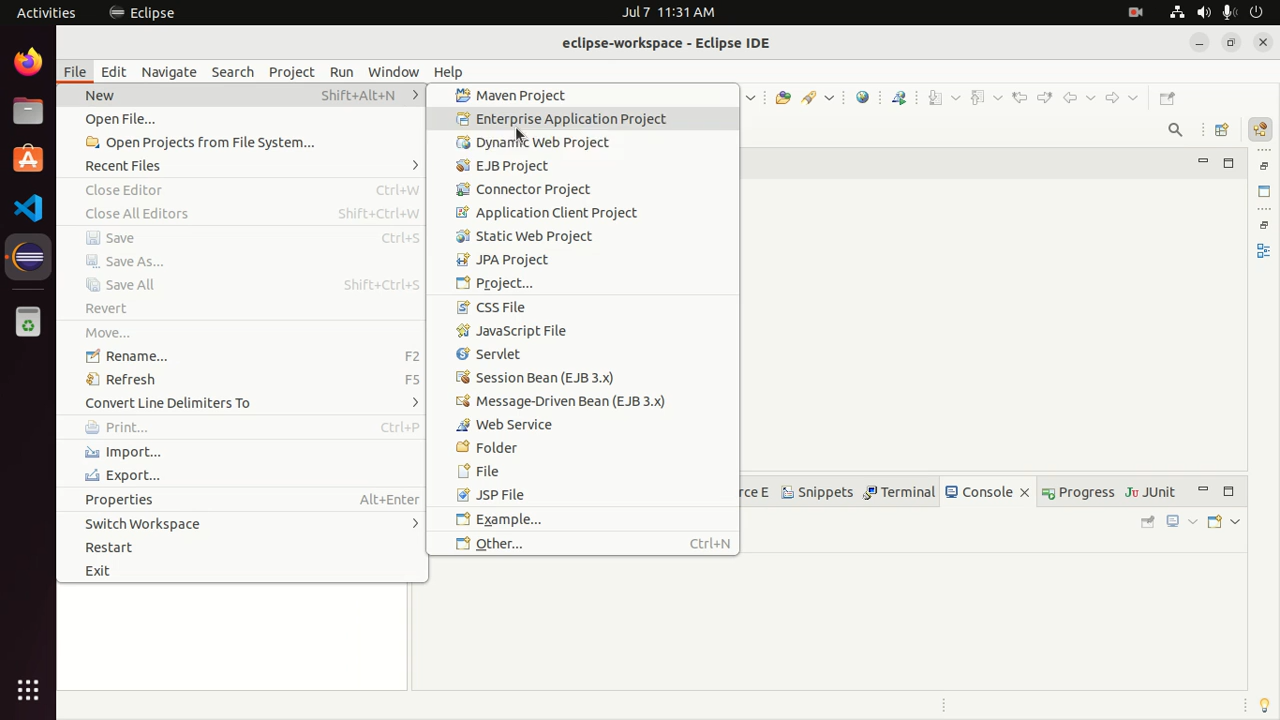 Activities Eclipse Jul 7 11:31 AM
eclipse-workspace - Eclipse IDE
File Edit Navigate Search Project Run Window Help
New Shift+Alt+N
Open File...
Open Projects from File System...
Recent Files
Close Editor Ctrl+W
Close All Editors Shift+Ctrl+W
Save Ctrl+S
Save As...
Save All Shift+Ctrl+S
Revert
Move...
Rename... F2
Refresh F5
Convert Line Delimiters To
Print... Ctrl+P
Import...
Export...
Properties Alt+Enter
Switch Workspace
Restart
Exit
Maven Project
Enterprise Application Project
Dynamic Web Project
EJB Project
Connector Project
Application Client Project
Static Web Project
JPA Project
Project...
CSS File
JavaScript File
Servlet
Session Bean (EJB 3.x)
Message-Driven Bean (EJB 3.x)
Web Service
Folder
File
JSP File
Example...
Other... Ctrl+N
rce E Snippets Terminal Console Progress JUnit